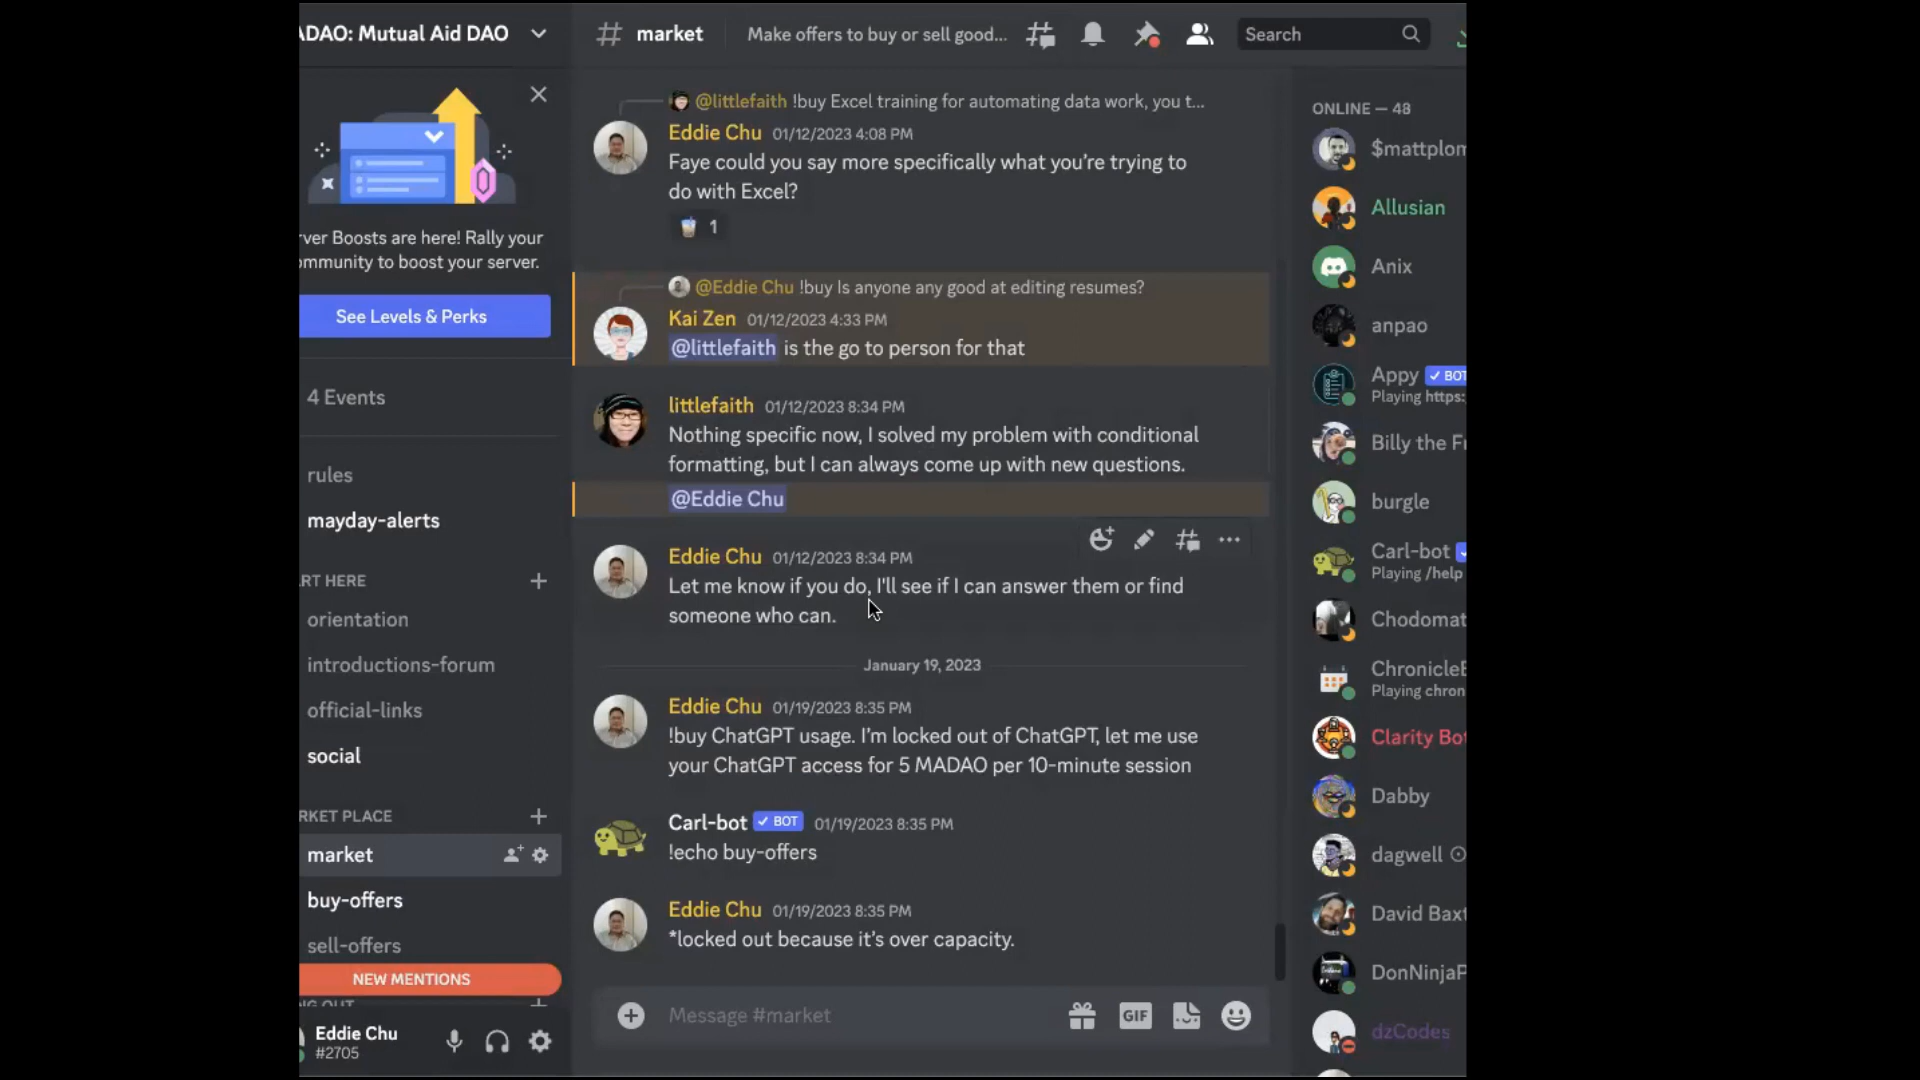 ADAO: Mutual Aid DAO
ver Boosts are here! Rally your
mmunity to boost your server.
See Levels & Perks
4 Events
rules
mayday-alerts
RT HERE
orientation
introductions-forum
official-links
social
RKET PLACE
market
buy-offers
sell-offers
NEW MENTIONS
Eddie Chu
#2705
# market
Make offers to buy or sell good...
Search
@littlefaith !buy Excel training for automating data work, you t...
Eddie Chu 01/12/2023 4:08 PM
Faye could you say more specifically what you're trying to
do with Excel?
1
@Eddie Chu !buy Is anyone any good at editing resumes?
Kai Zen 01/12/2023 4:33 PM
@littlefaith is the go to person for that
littlefaith 01/12/2023 8:34 PM
Nothing specific now, I solved my problem with conditional
formatting, but I can always come up with new questions.
@Eddie Chu
Eddie Chu 01/12/2023 8:34 PM
Let me know if you do, I'll see if I can answer them or find
someone who can.
January 19, 2023
Eddie Chu 01/19/2023 8:35 PM
!buy ChatGPT usage. I'm locked out of ChatGPT, let me use
your ChatGPT access for 5 MADAO per 10-minute session
Carl-bot BOT 01/19/2023 8:35 PM
!echo buy-offers
Eddie Chu 01/19/2023 8:35 PM
*locked out because it's over capacity.
Message #market
GIF
ONLINE — 48
$mattplom
Allusian
Anix
anpao
Appy BOT
Playing https:
Billy the F
burgle
Carl-bot
Playing /help
Chodomat
ChronicleB
Playing chron
Clarity Bot
Dabby
dagwell
David Baxt
DonNinjaP
dzCodes